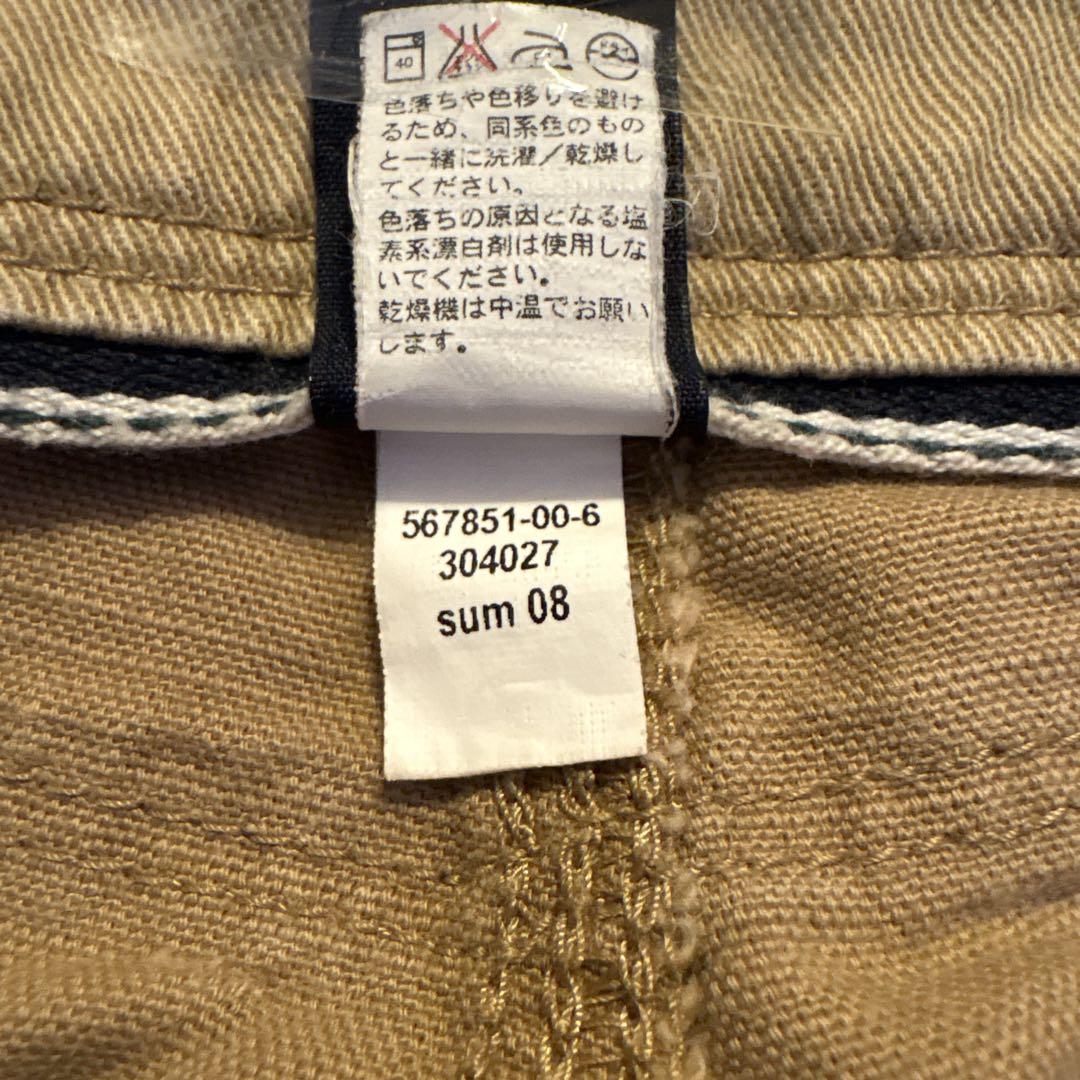 40
ドライ
色落ちや色移りを避け
るため、同系色のもの
と一緒に洗濯/乾燥し
てください。
色落ちの原因となる塩
素系漂白剤は使用しな
いでください。
乾燥機は中温でお願い
します。
567851-00-6
304027
sum 08